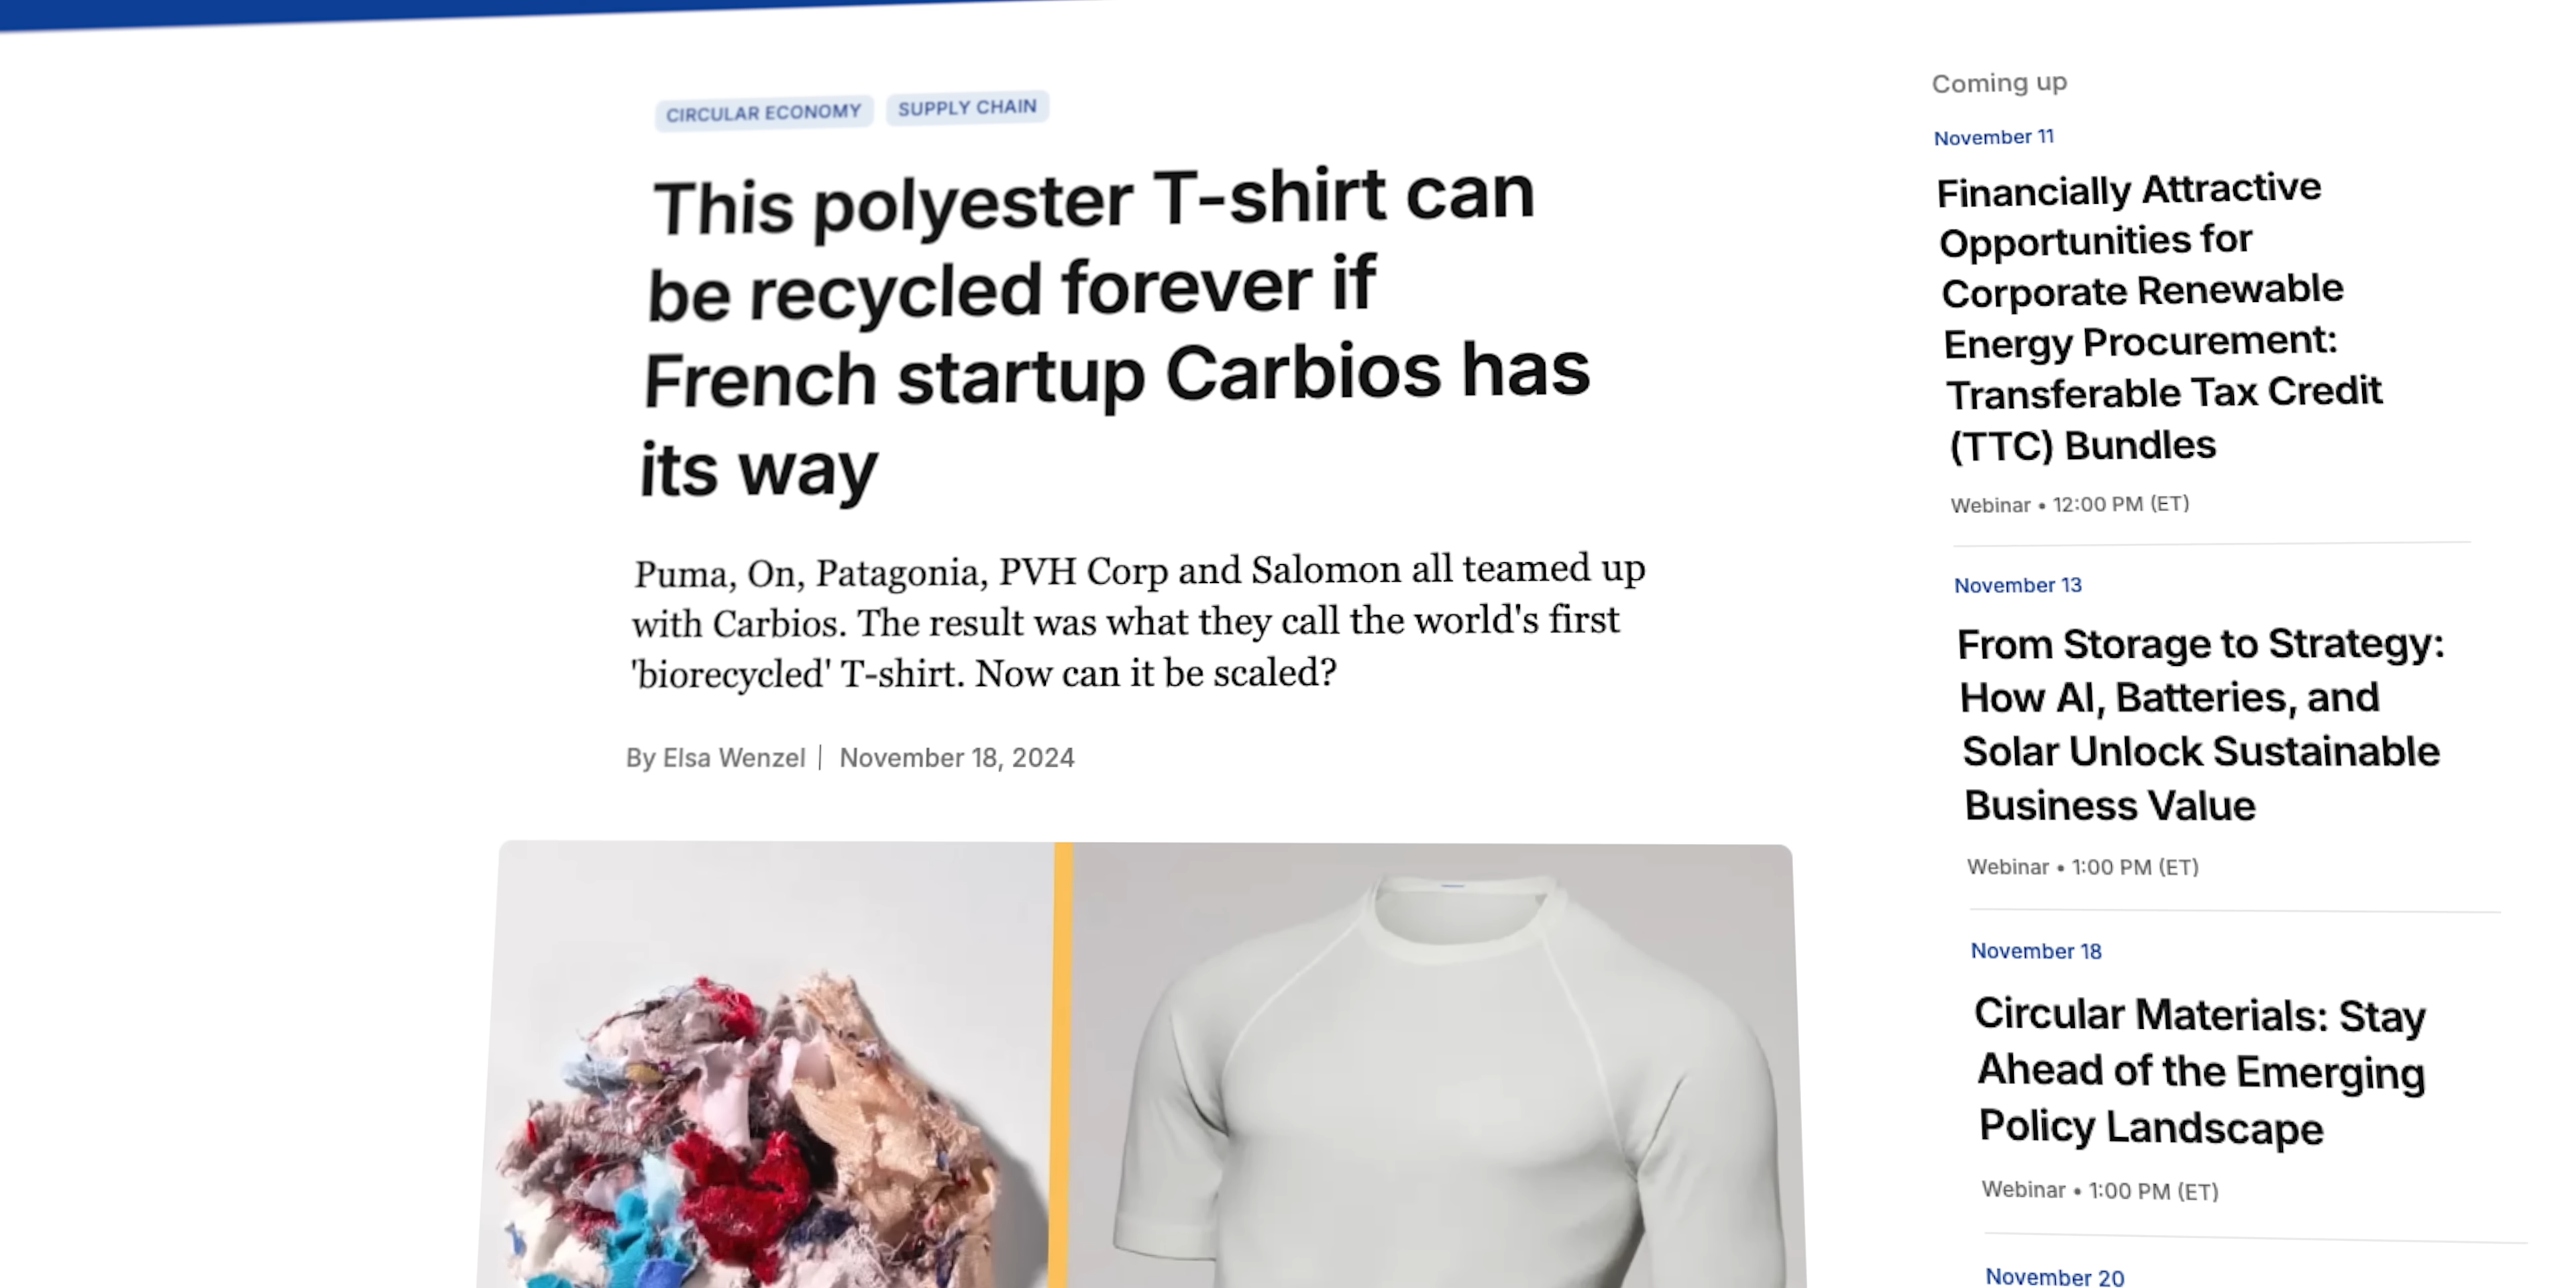 CIRCULAR ECONOMY SUPPLY CHAIN
This polyester T-shirt can
be recycled forever if
French startup Carbios has
its way
Puma, On, Patagonia, PVH Corp and Salomon all teamed up
with Carbios. The result was what they call the world's first
'biorecycled' T-shirt. Now can it be scaled?
By Elsa Wenzel | November 18, 2024
Coming up
November 11
Financially Attractive
Opportunities for
Corporate Renewable
Energy Procurement:
Transferable Tax Credit
(TTC) Bundles
Webinar • 12:00 PM (ET)
November 13
From Storage to Strategy:
How AI, Batteries, and
Solar Unlock Sustainable
Business Value
Webinar • 1:00 PM (ET)
November 18
Circular Materials: Stay
Ahead of the Emerging
Policy Landscape
Webinar • 1:00 PM (ET)
November 20